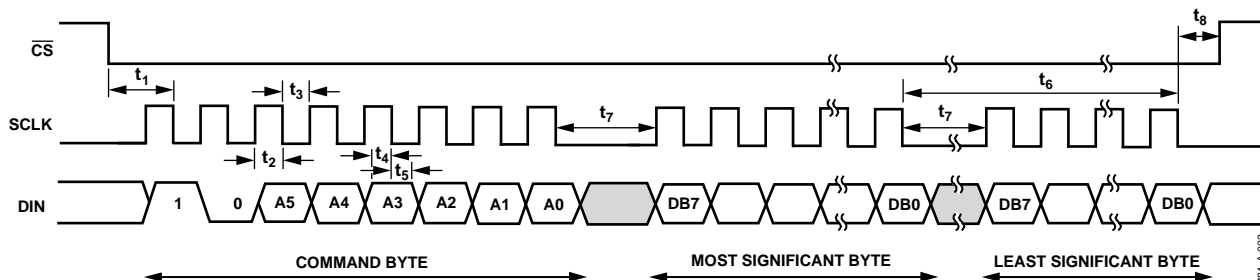 t8
CS
t1
t3
t6
SCLK
t7
t7
t2
t4
t5
DIN
1
0
A5
A4
A3
A2
A1
A0
DB7
DB0
DB7
DB0
COMMAND BYTE
MOST SIGNIFICANT BYTE
LEAST SIGNIFICANT BYTE